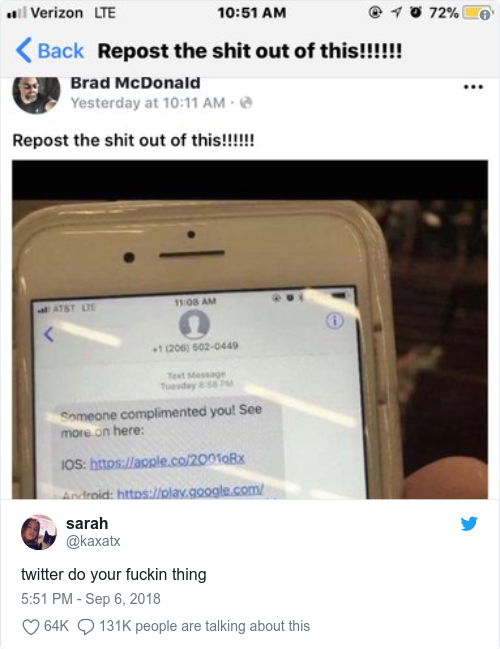 Verizon LTE 10:51 AM 72%
Back Repost the shit out of this!!!!!!
Brad McDonald
Yesterday at 10:11 AM ·
Repost the shit out of this!!!!!!
AT&T LTE 11:08 AM
+1 (206) 502-0449
Text Message
Tuesday 8:58 PM
Someone complimented you! See
more on here:
IOS: https://apple.co/2O01oRx
Android: https://play.google.com/
sarah
@kaxatx
twitter do your fuckin thing
5:51 PM - Sep 6, 2018
64K 131K people are talking about this